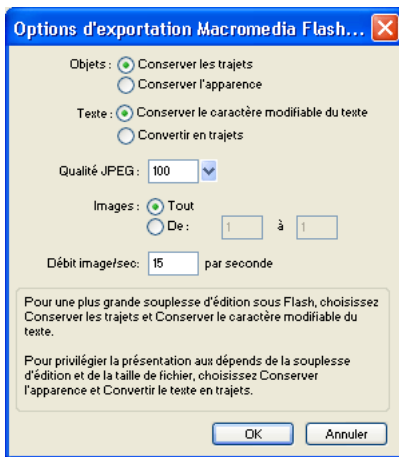 Options d'exportation Macromedia Flash...
Objets : Conserver les trajets
Conserver l'apparence
Texte : Conserver le caractère modifiable du texte
Convertir en trajets
Qualité JPEG : 100
Images : Tout
De : 1 à 1
Débit image/sec: 15 par seconde
Pour une plus grande souplesse d'édition sous Flash, choisissez
Conserver les trajets et Conserver le caractère modifiable du
texte.
Pour privilégier la présentation aux dépends de la souplesse
d'édition et de la taille de fichier, choisissez Conserver
l'apparence et Convertir le texte en trajets.
OK Annuler